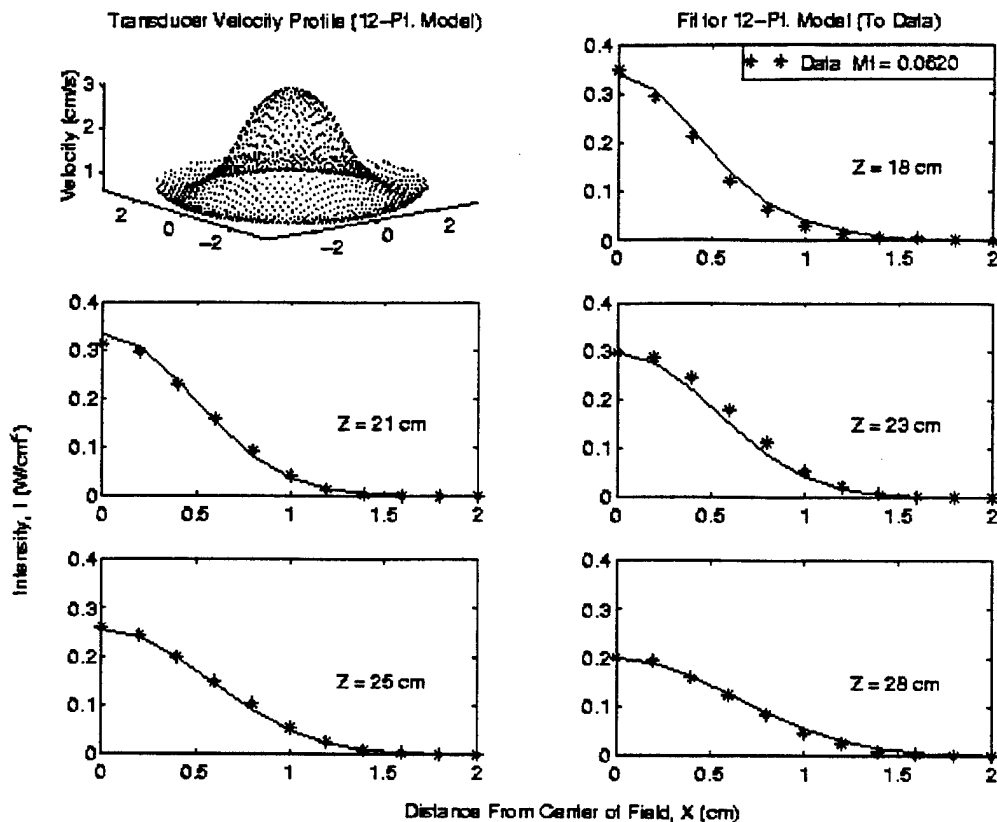 Transducer Velocity Profile (12-Pt. Model)
Fit for 12-Pt. Model (To Data)
Velocity (cm/s)
3
2
1
2
0
-2
-2
0
2
0.4
0.3
0.2
0.1
0
0 0.5 1 1.5 2
* * Data M1 = 0.0620
Z = 18 cm
Intensity, I (W/cm²)
0.4
0.3
0.2
0.1
0
0 0.5 1 1.5 2
Z = 21 cm
0.4
0.3
0.2
0.1
0
0 0.5 1 1.5 2
Z = 23 cm
0.4
0.3
0.2
0.1
0
0 0.5 1 1.5 2
Z = 25 cm
0.4
0.3
0.2
0.1
0
0 0.5 1 1.5 2
Z = 28 cm
Distance From Center of Field, X (cm)